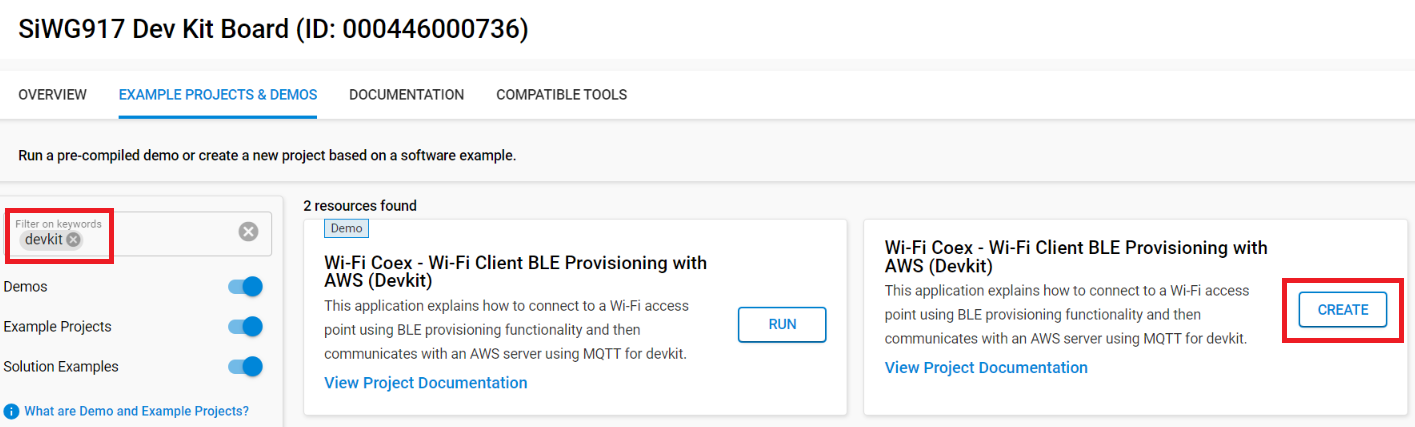 SiWG917 Dev Kit Board (ID: 000446000736)
OVERVIEW
EXAMPLE PROJECTS & DEMOS
DOCUMENTATION
COMPATIBLE TOOLS
Run a pre-compiled demo or create a new project based on a software example.
Filter on keywords
devkit
Demos
Example Projects
Solution Examples
What are Demo and Example Projects?
2 resources found
Demo
Wi-Fi Coex - Wi-Fi Client BLE Provisioning with
AWS (Devkit)
This application explains how to connect to a Wi-Fi access
point using BLE provisioning functionality and then
communicates with an AWS server using MQTT for devkit.
View Project Documentation
RUN
Wi-Fi Coex - Wi-Fi Client BLE Provisioning with
AWS (Devkit)
This application explains how to connect to a Wi-Fi access
point using BLE provisioning functionality and then
communicates with an AWS server using MQTT for devkit.
View Project Documentation
CREATE